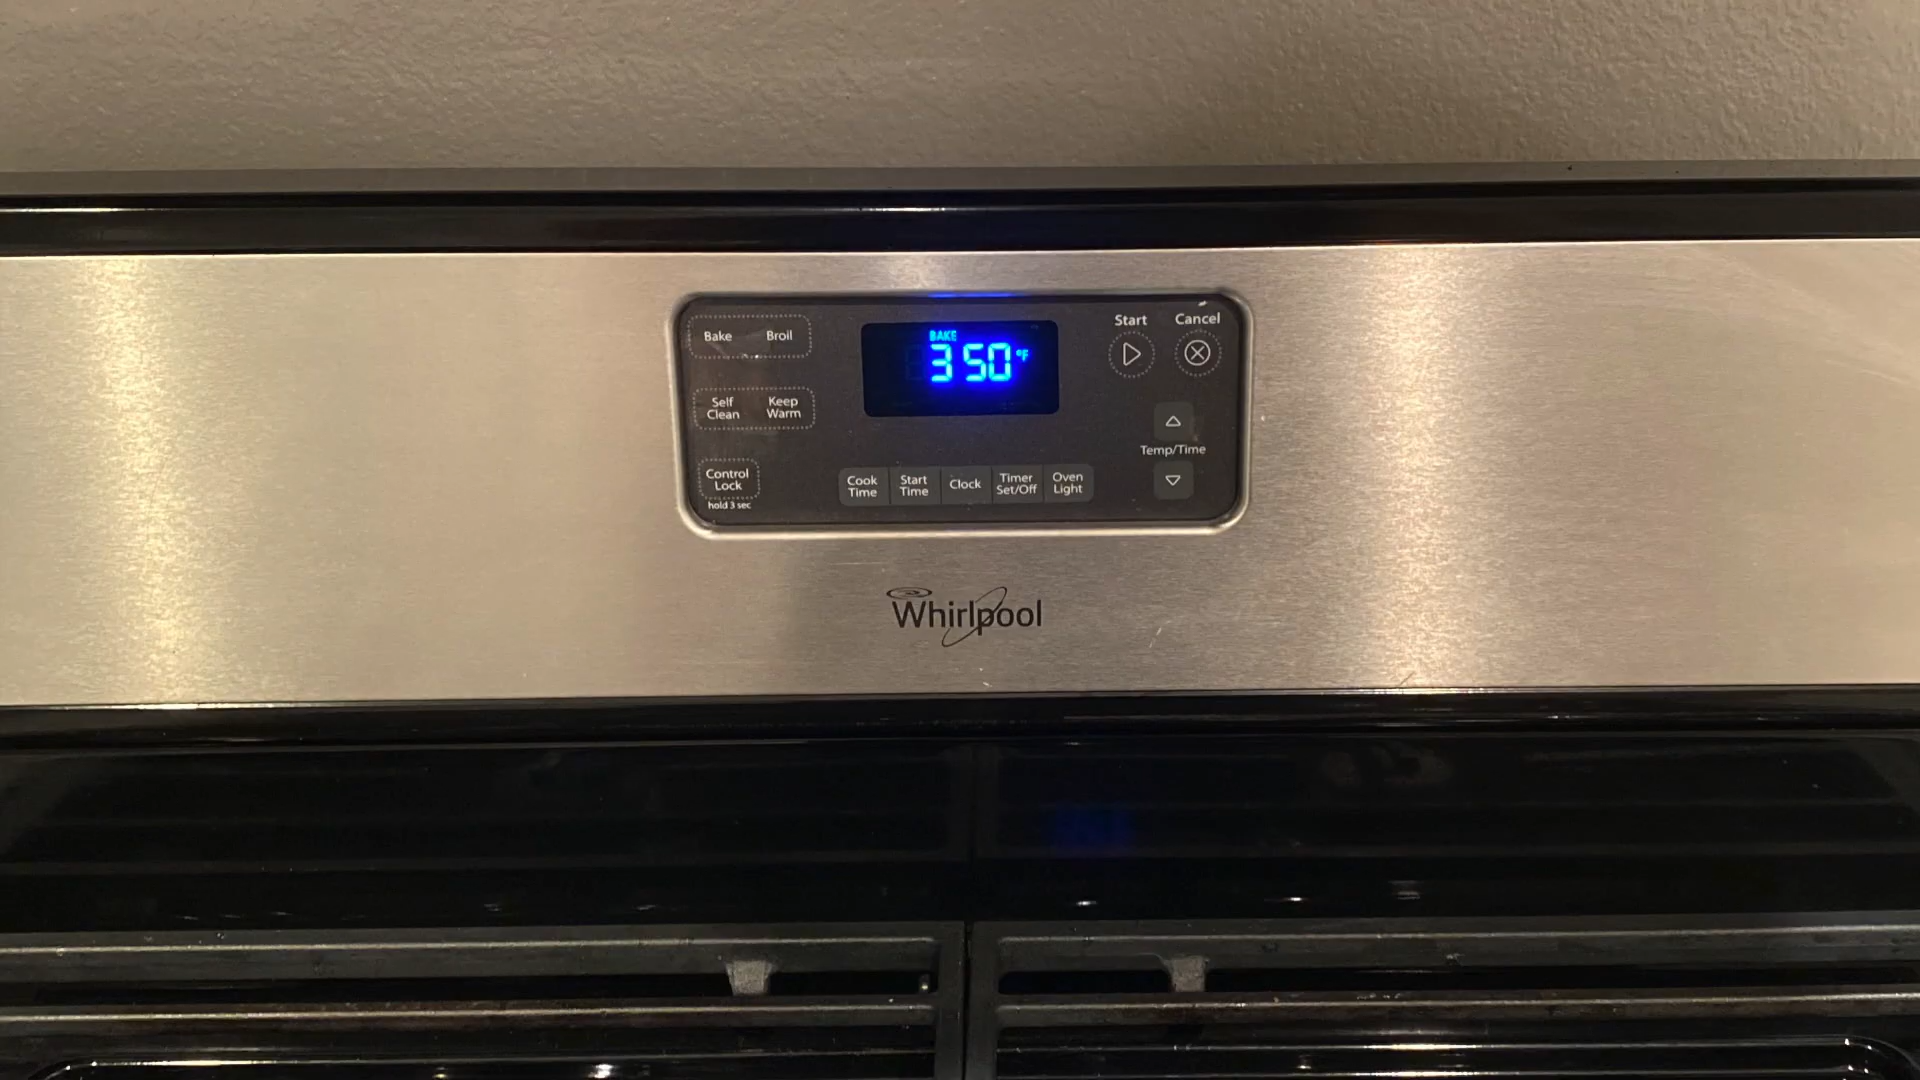 Bake Broil
Self Clean
Keep Warm
Control Lock
hold 3 sec
BAKE
350°F
Cook Time
Start Time
Clock
Timer Set/Off
Oven Light
Start
Cancel
Temp/Time
Whirlpool